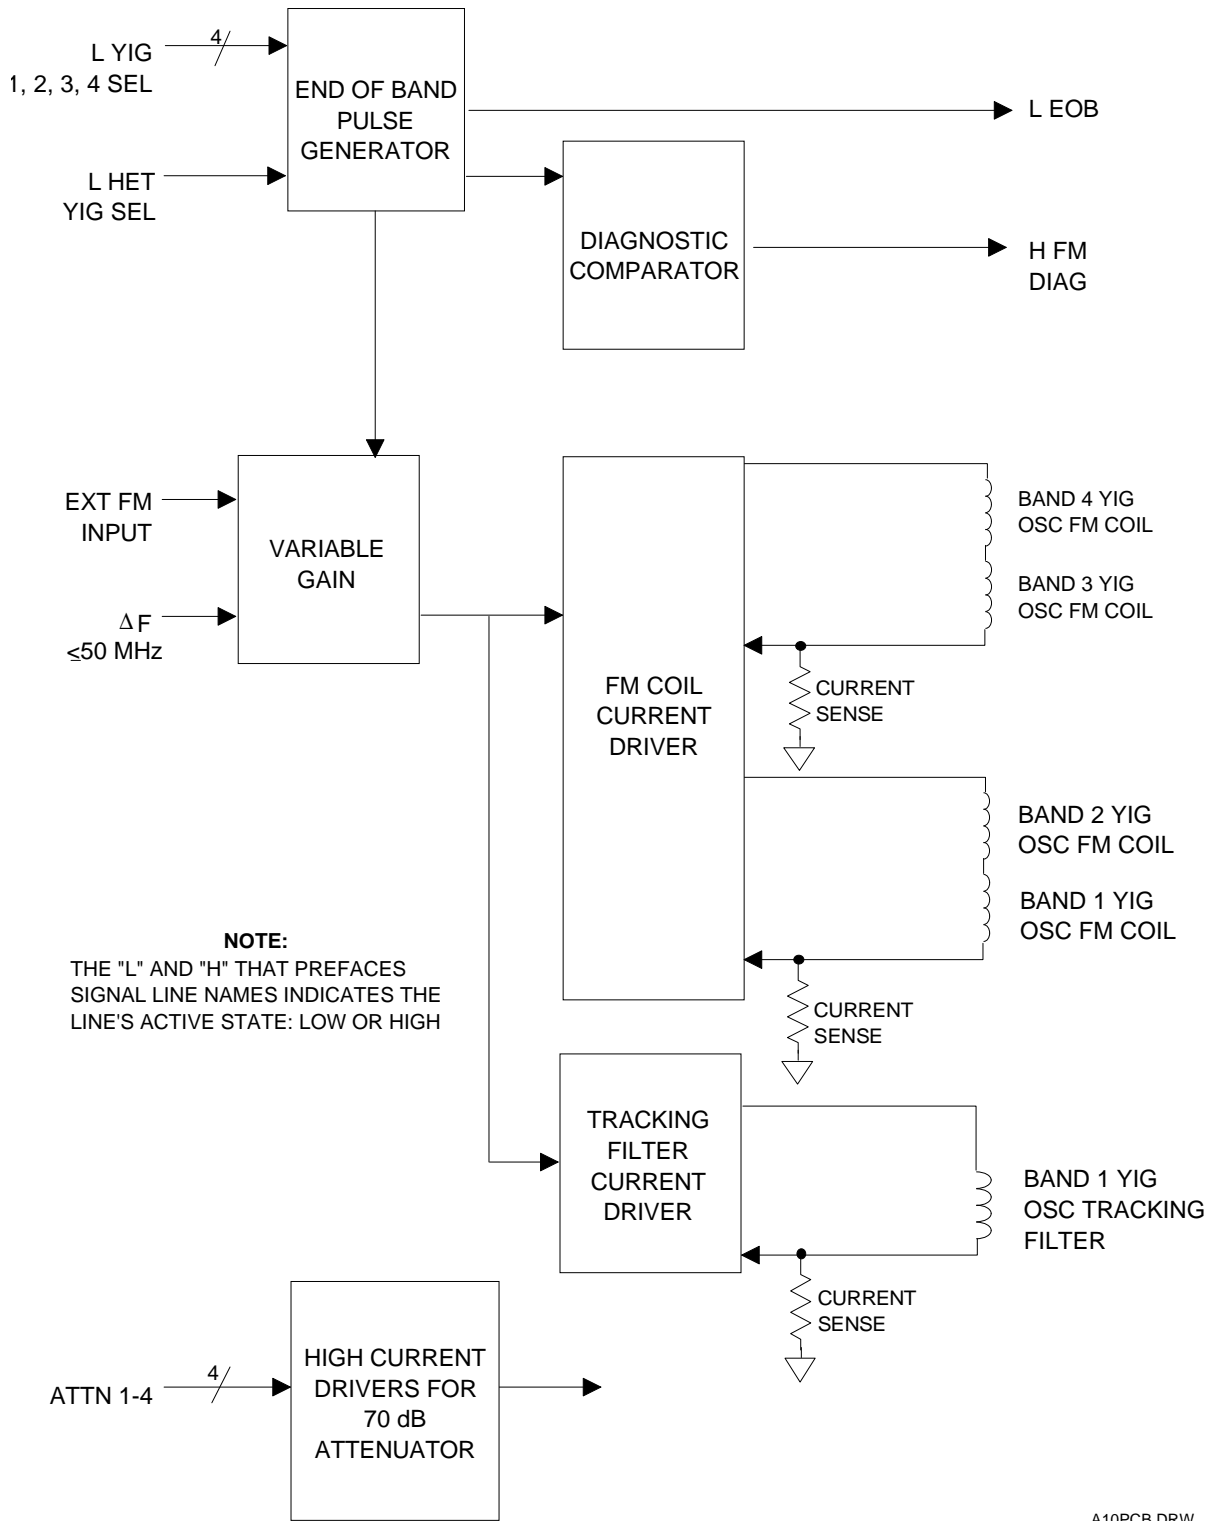 4
L YIG
1, 2, 3, 4 SEL
END OF BAND
PULSE
GENERATOR
L EOB
L HET
YIG SEL
DIAGNOSTIC
COMPARATOR
H FM
DIAG
EXT FM
INPUT
VARIABLE
GAIN
Δ F
≤50 MHz
BAND 4 YIG
OSC FM COIL
BAND 3 YIG
OSC FM COIL
FM COIL
CURRENT
DRIVER
CURRENT
SENSE
BAND 2 YIG
OSC FM COIL
BAND 1 YIG
OSC FM COIL
NOTE:
THE "L" AND "H" THAT PREFACES
SIGNAL LINE NAMES INDICATES THE
LINE'S ACTIVE STATE: LOW OR HIGH
CURRENT
SENSE
TRACKING
FILTER
CURRENT
DRIVER
BAND 1 YIG
OSC TRACKING
FILTER
CURRENT
SENSE
ATTN 1-4
4
HIGH CURRENT
DRIVERS FOR
70 dB
ATTENUATOR
A10PCB.DRW